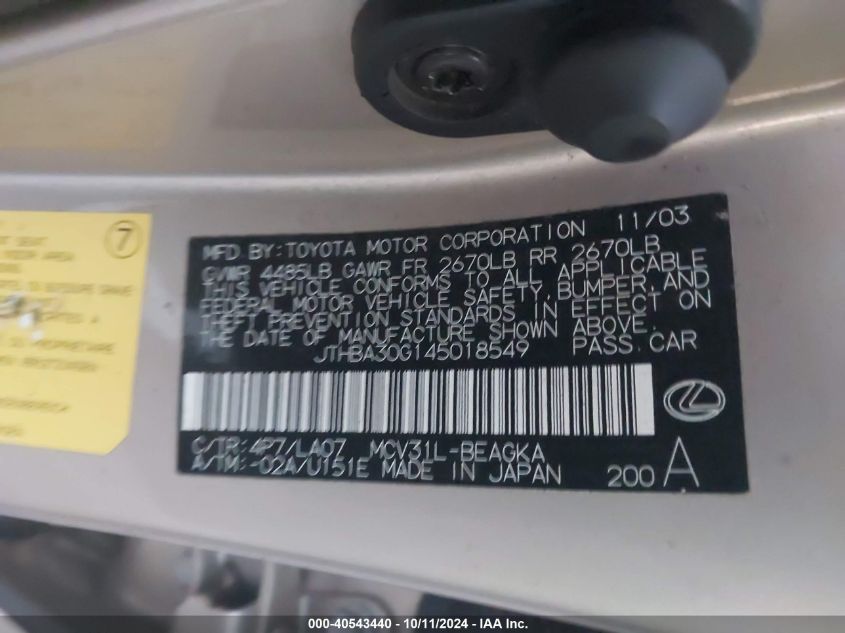 7
MFD BY: TOYOTA MOTOR CORPORATION 11/03
GVWR 4485LB GAWR FR 2670LB RR 2670LB
THIS VEHICLE CONFORMS TO ALL APPLICABLE
FEDERAL MOTOR VEHICLE SAFETY, BUMPER, AND
THEFT PREVENTION STANDARDS IN EFFECT ON
THE DATE OF MANUFACTURE SHOWN ABOVE.
JTHBA30G145018549 PASS.CAR
C/TR:4P7/LA07 MCV31L-BEAGKA
A/TM:-02A/U151E MADE IN JAPAN 200 A
000-40543440 - 10/11/2024 - IAA Inc.